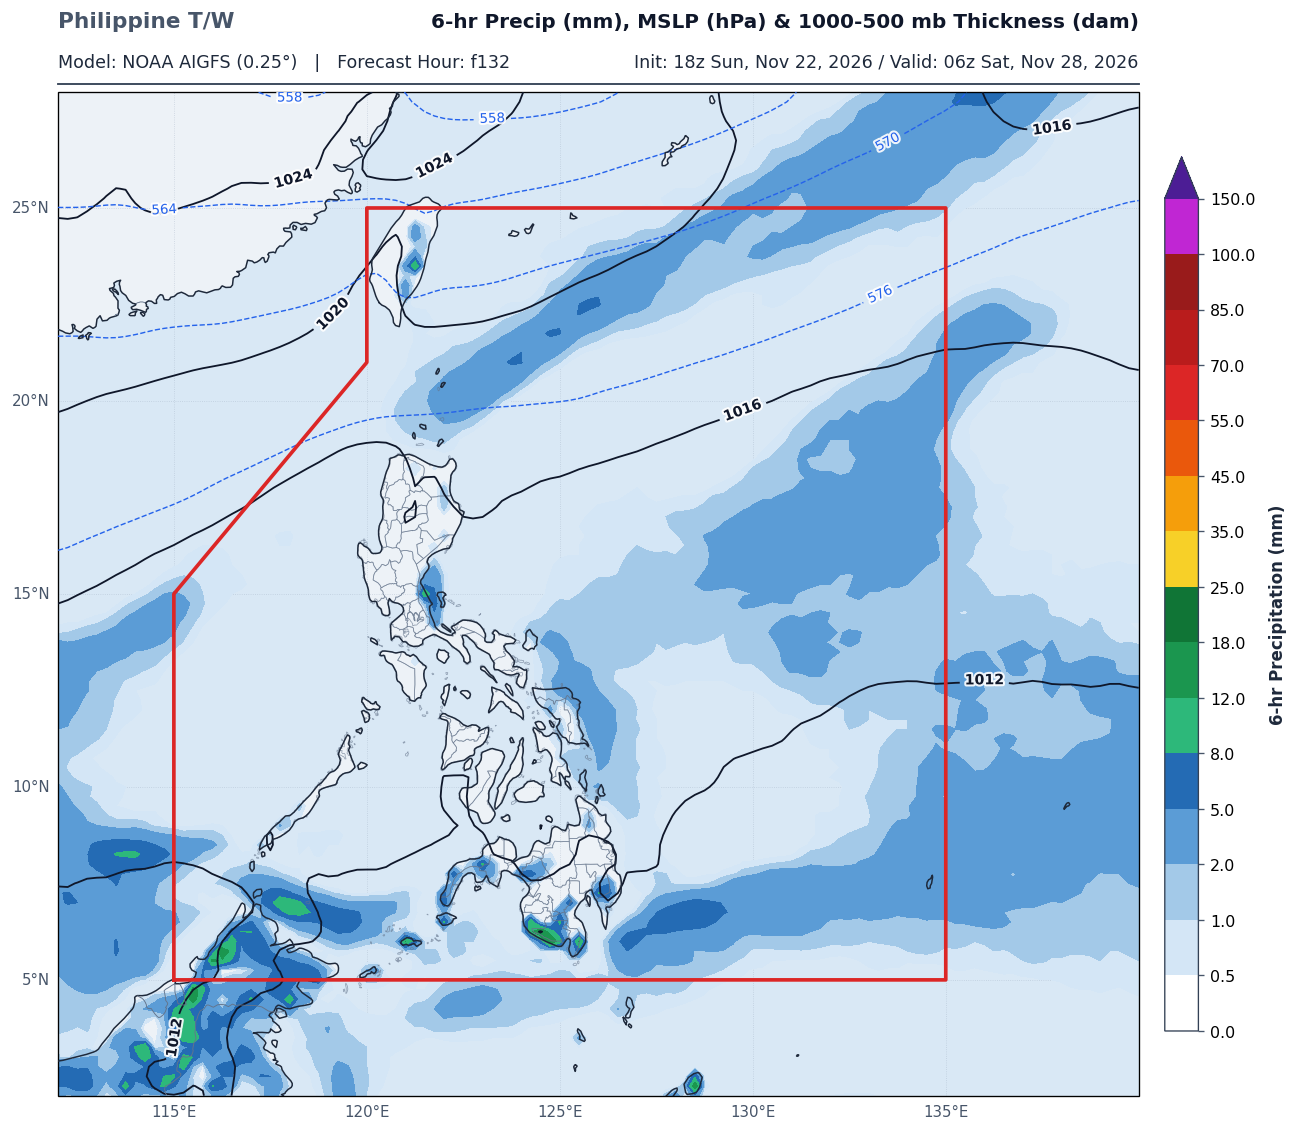 Philippine T/W
6-hr Precip (mm), MSLP (hPa) & 1000-500 mb Thickness (dam)
Model: NOAA AIGFS (0.25°) | Forecast Hour: f132
Init: 18z Sun, Nov 22, 2026 / Valid: 06z Sat, Nov 28, 2026
558
558
570
1016
1024
1024
564
25°N
1020
576
20°N
1016
15°N
1012
10°N
5°N
1012
115°E
120°E
125°E
130°E
135°E
150.0
100.0
85.0
70.0
55.0
45.0
35.0
25.0
18.0
12.0
8.0
5.0
2.0
1.0
0.5
0.0
6-hr Precipitation (mm)